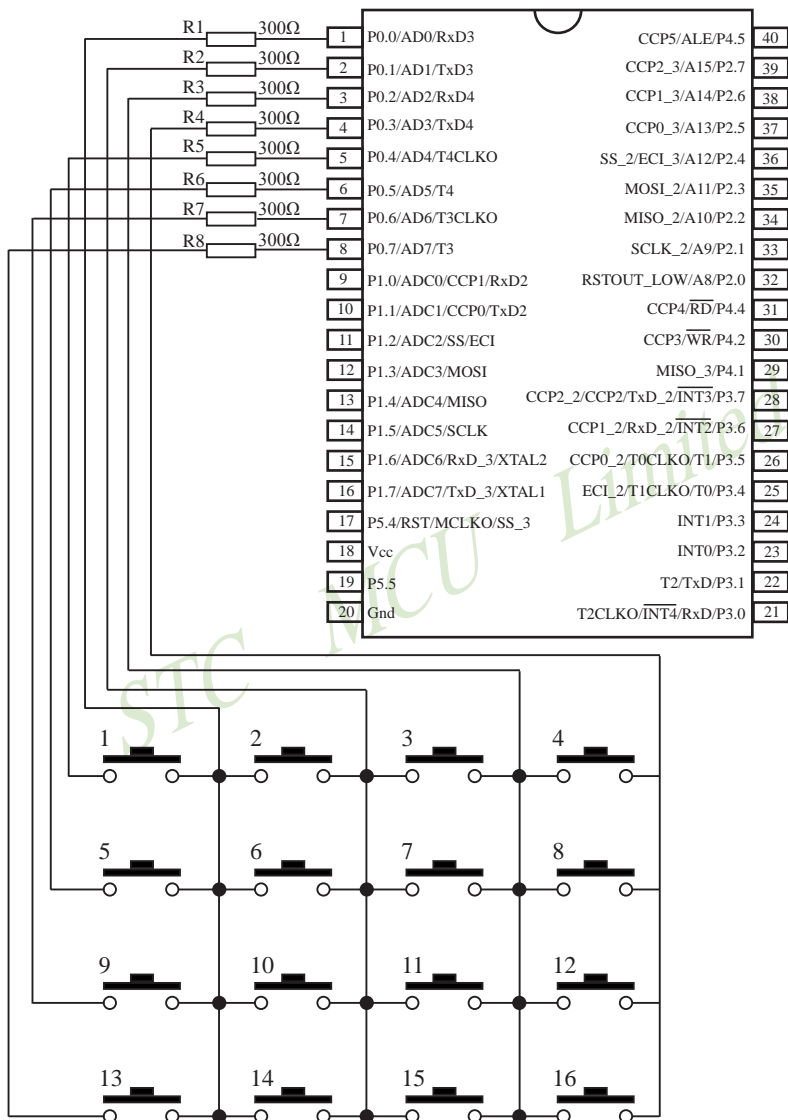 R1 300Ω 1 P0.0/AD0/RxD3 CCP5/ALE/P4.5 40
R2 300Ω 2 P0.1/AD1/TxD3 CCP2_3/A15/P2.7 39
R3 300Ω 3 P0.2/AD2/RxD4 CCP1_3/A14/P2.6 38
R4 300Ω 4 P0.3/AD3/TxD4 CCP0_3/A13/P2.5 37
R5 300Ω 5 P0.4/AD4/T4CLKO SS_2/ECI_3/A12/P2.4 36
R6 300Ω 6 P0.5/AD5/T4 MOSI_2/A11/P2.3 35
R7 300Ω 7 P0.6/AD6/T3CLKO MISO_2/A10/P2.2 34
R8 300Ω 8 P0.7/AD7/T3 SCLK_2/A9/P2.1 33
9 P1.0/ADC0/CCP1/RxD2 RSTOUT_LOW/A8/P2.0 32
10 P1.1/ADC1/CCP0/TxD2 CCP4/RD/P4.4 31
11 P1.2/ADC2/SS/ECI CCP3/WR/P4.2 30
12 P1.3/ADC3/MOSI MISO_3/P4.1 29
13 P1.4/ADC4/MISO CCP2_2/CCP2/TxD_2/INT3/P3.7 28
14 P1.5/ADC5/SCLK CCP1_2/RxD_2/INT2/P3.6 27
15 P1.6/ADC6/RxD_3/XTAL2 CCP0_2/T0CLKO/T1/P3.5 26
16 P1.7/ADC7/TxD_3/XTAL1 ECI_2/T1CLKO/T0/P3.4 25
17 P5.4/RST/MCLKO/SS_3 INT1/P3.3 24
18 Vcc INT0/P3.2 23
19 P5.5 T2/TxD/P3.1 22
20 Gnd T2CLKO/INT4/RxD/P3.0 21
STC MCU Limited
1 2 3 4
5 6 7 8
9 10 11 12
13 14 15 16